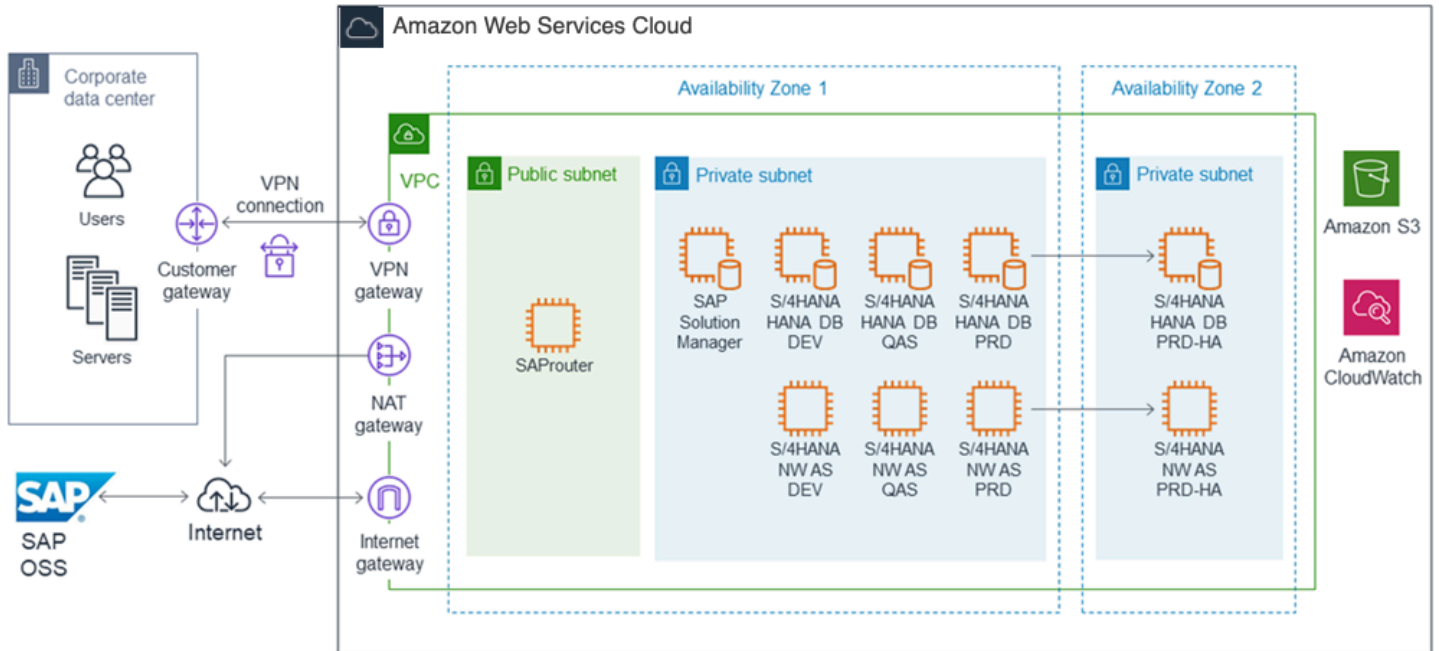 Amazon Web Services Cloud
Corporate
data center
Users
Servers
Customer
gateway
VPN
connection
SAP
®
SAP
OSS
Internet
VPC
VPN
gateway
NAT
gateway
Internet
gateway
Availability Zone 1
Public subnet
SAProuter
Private subnet
SAP
Solution
Manager
S/4HANA
HANA DB
DEV
S/4HANA
HANA DB
QAS
S/4HANA
HANA DB
PRD
S/4HANA
NW AS
DEV
S/4HANA
NW AS
QAS
S/4HANA
NW AS
PRD
Availability Zone 2
Private subnet
S/4HANA
HANA DB
PRD-HA
S/4HANA
NW AS
PRD-HA
Amazon S3
Amazon
CloudWatch